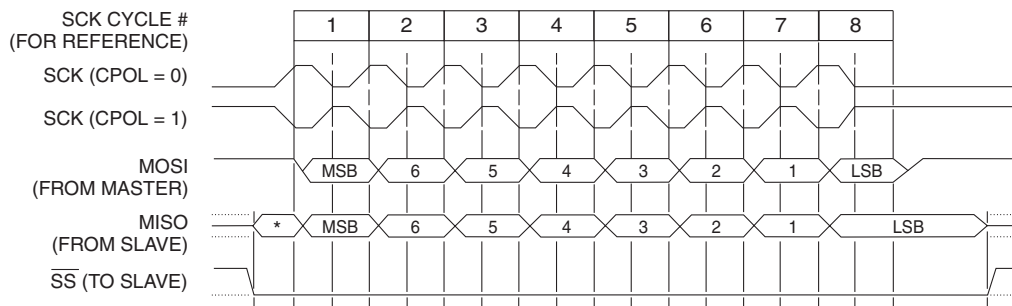 SCK CYCLE #
(FOR REFERENCE)
1 2 3 4 5 6 7 8
SCK (CPOL = 0)
SCK (CPOL = 1)
MOSI
(FROM MASTER)
MSB 6 5 4 3 2 1 LSB
MISO
(FROM SLAVE)
* MSB 6 5 4 3 2 1 LSB
SS (TO SLAVE)